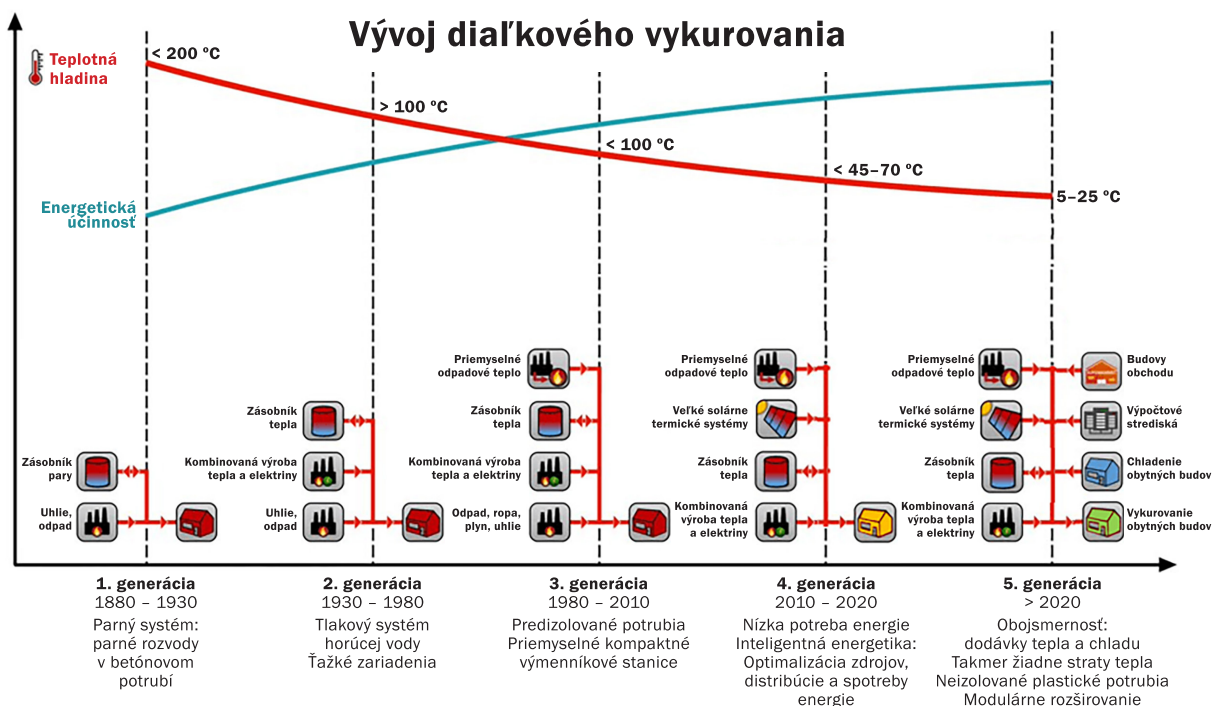 Vývoj diaľkového vykurovania
Teplotná
hladina
< 200 °C
> 100 °C
< 100 °C
< 45–70 °C
5–25 °C
Energetická
účinnosť
Zásobník
pary
Uhlie,
odpad
Zásobník
tepla
Kombinovaná výroba
tepla a elektriny
Uhlie,
odpad
Priemyselné
odpadové teplo
Zásobník
tepla
Kombinovaná výroba
tepla a elektriny
Odpad, ropa,
plyn, uhlie
Priemyselné
odpadové teplo
Veľké solárne
termické systémy
Zásobník
tepla
Kombinovaná
výroba tepla
a elektriny
Priemyselné
odpadové teplo
Veľké solárne
termické systémy
Zásobník
tepla
Kombinovaná
výroba tepla
a elektriny
Budovy
obchodu
Výpočtové
strediská
Chladenie
obytných budov
Vykurovanie
obytných budov
1. generácia
1880 – 1930
Parný systém:
parné rozvody
v betónovom
potrubí
2. generácia
1930 – 1980
Tlakový systém
horúcej vody
Ťažké zariadenia
3. generácia
1980 – 2010
Predizolované potrubia
Priemyselné kompaktné
výmenníkové stanice
4. generácia
2010 – 2020
Nízka potreba energie
Inteligentná energetika:
Optimalizácia zdrojov,
distribúcie a spotreby
energie
5. generácia
> 2020
Obojsmernosť:
dodávky tepla a chladu
Takmer žiadne straty tepla
Neizolované plastické potrubia
Modulárne rozširovanie